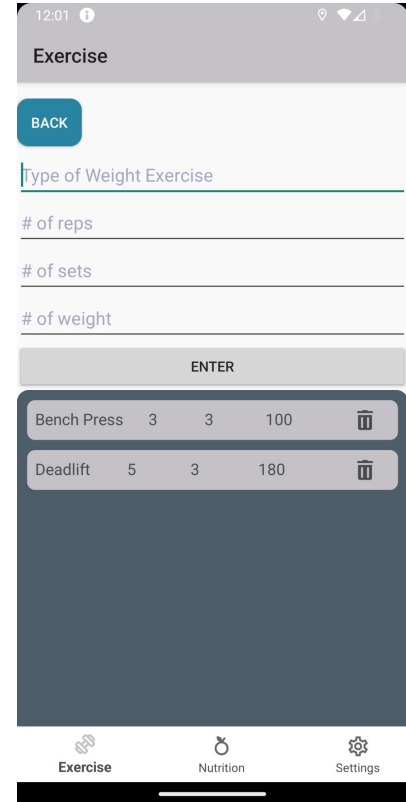 12:01
Exercise
BACK
Type of Weight Exercise
# of reps
# of sets
# of weight
ENTER
Bench Press 3 3 100
Deadlift 5 3 180
Exercise Nutrition Settings